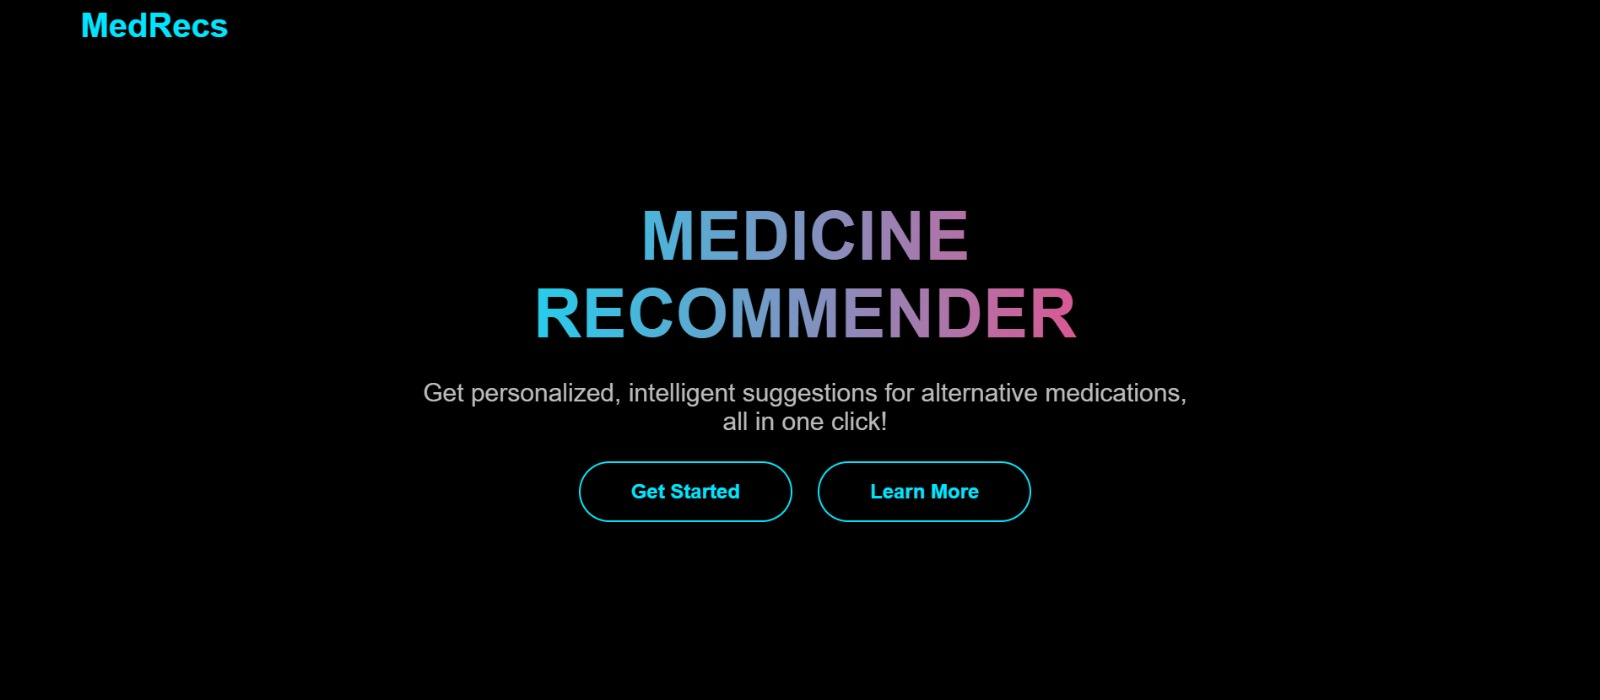 MedRecs
MEDICINE
RECOMMENDER
Get personalized, intelligent suggestions for alternative medications,
all in one click!
Get Started
Learn More